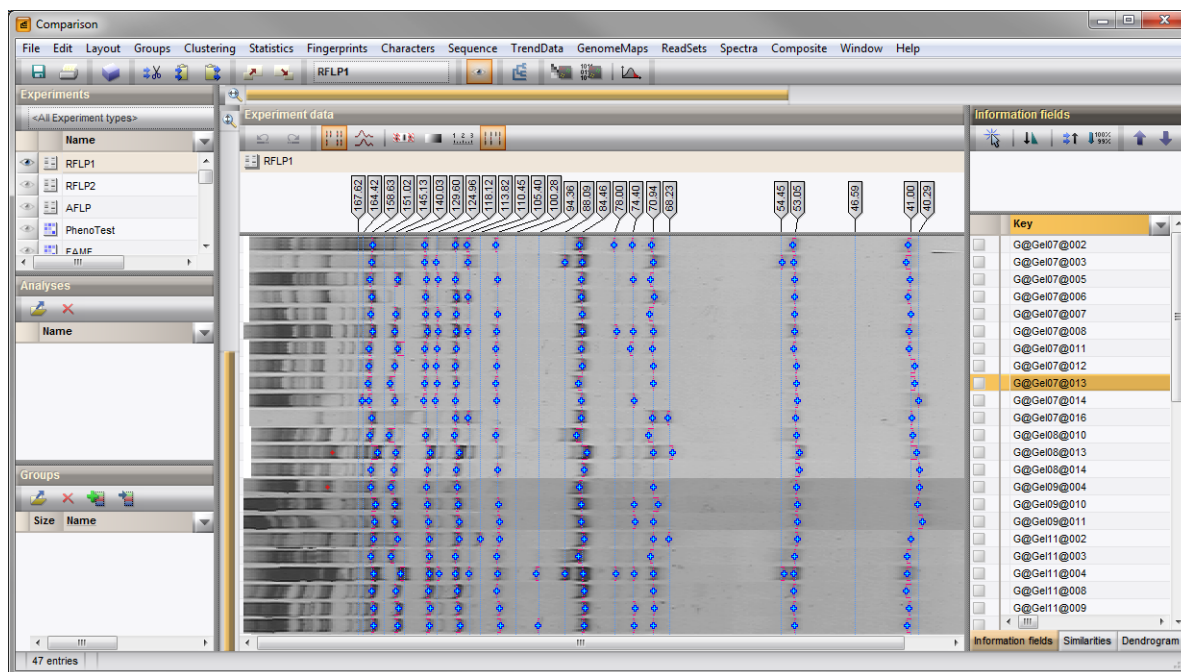 Comparison
File Edit Layout Groups Clustering Statistics Fingerprints Characters Sequence TrendData GenomeMaps ReadSets Spectra Composite Window Help
RFLP1
Experiments
<All Experiment types>
Name
RFLP1
RFLP2
AFLP
PhenoTest
FAME
Analyses
Name
Groups
Size Name
Experiment data
1 2 3
RFLP1
167.62 164.42 158.63 151.02 145.13 140.03 129.60 124.96 118.12 113.82 110.45 105.40 100.28 94.36 88.09 84.46 78.00 74.40 70.94 68.23 54.45 53.05 46.59 41.00 40.29
Information fields
100%
99%
Key
G@Gel07@002
G@Gel07@003
G@Gel07@005
G@Gel07@006
G@Gel07@007
G@Gel07@008
G@Gel07@011
G@Gel07@012
G@Gel07@013
G@Gel07@014
G@Gel07@016
G@Gel08@010
G@Gel08@013
G@Gel08@014
G@Gel09@004
G@Gel09@010
G@Gel09@011
G@Gel11@002
G@Gel11@003
G@Gel11@004
G@Gel11@008
G@Gel11@009
Information fields Similarities Dendrogram
47 entries